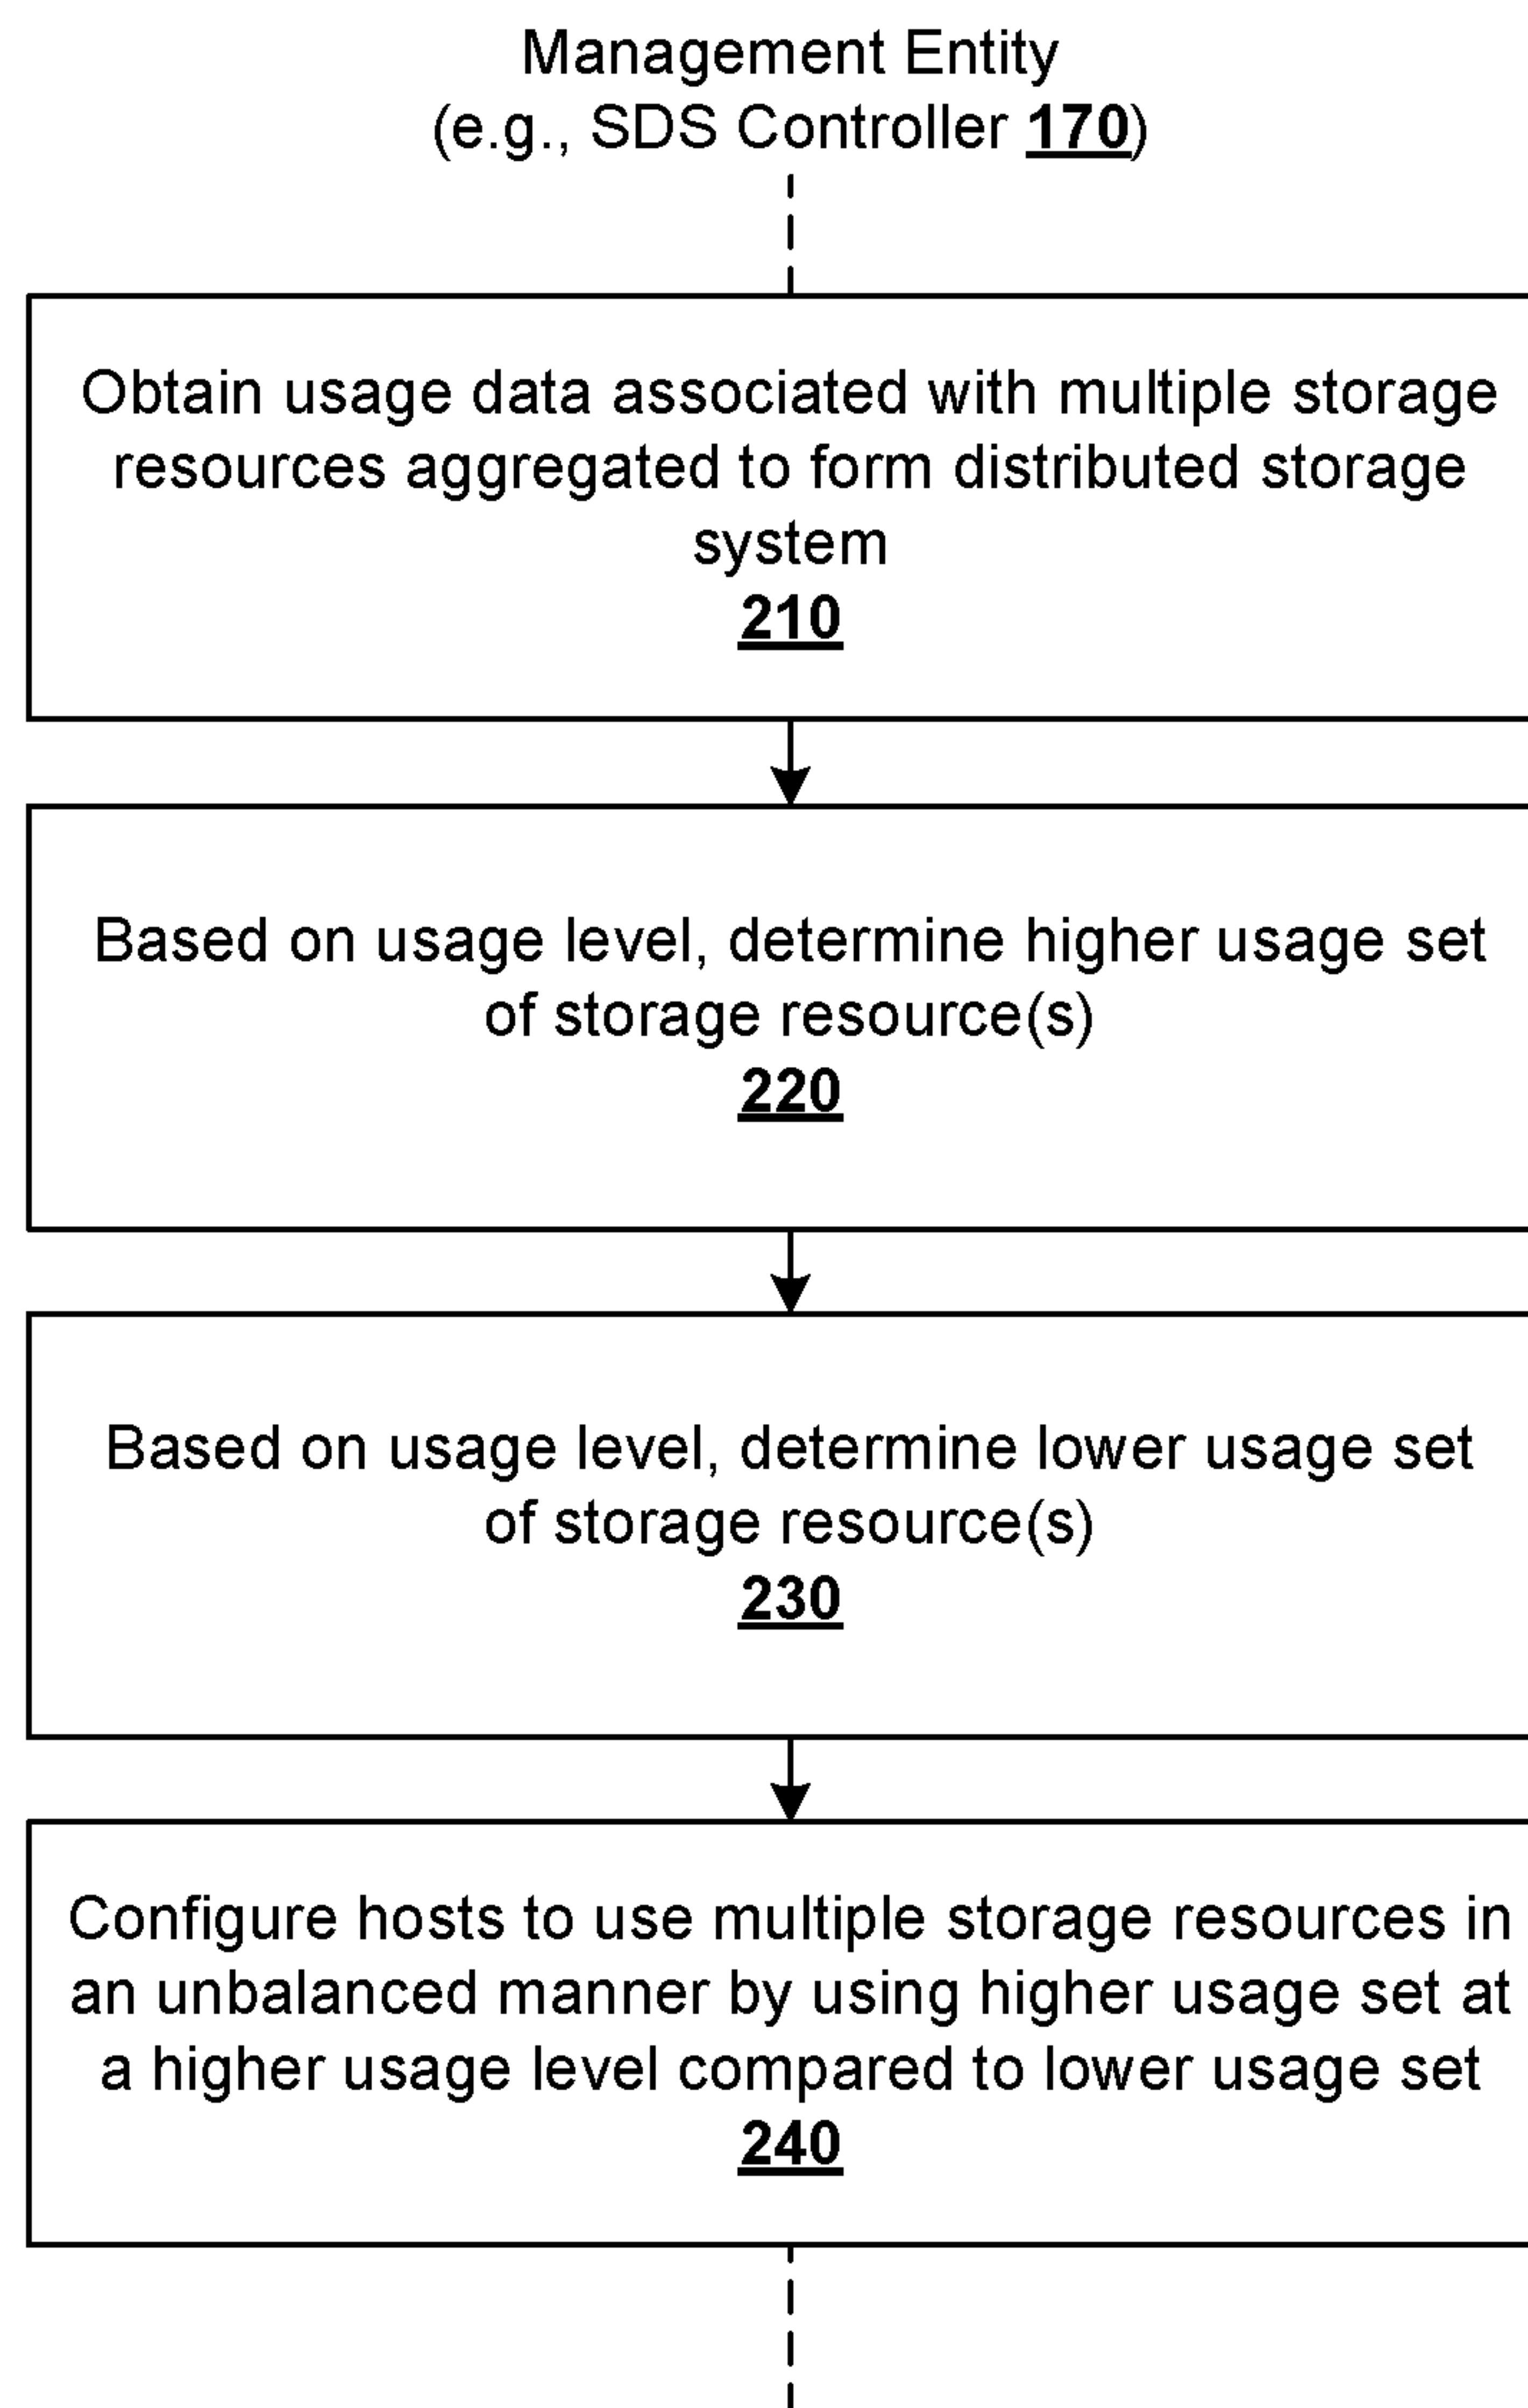 Management Entity
(e.g., SDS Controller 170)
Obtain usage data associated with multiple storage
resources aggregated to form distributed storage
system
210
Based on usage level, determine higher usage set
of storage resource(s)
220
Based on usage level, determine lower usage set
of storage resource(s)
230
Configure hosts to use multiple storage resources in
an unbalanced manner by using higher usage set at
a higher usage level compared to lower usage set
240